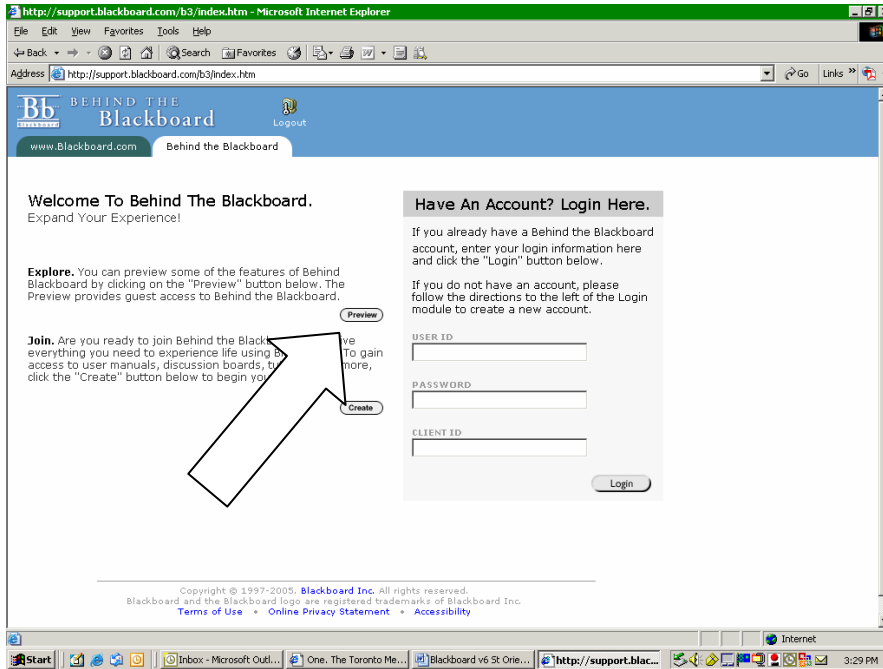 http://support.blackboard.com/b3/index.htm - Microsoft Internet Explorer
File Edit View Favorites Tools Help
Back Search Favorites
Address http://support.blackboard.com/b3/index.htm Go Links »
Bb BEHIND THE
Blackboard
Blackboard
Logout
www.Blackboard.com Behind the Blackboard
Welcome To Behind The Blackboard.
Expand Your Experience!
Explore. You can preview some of the features of Behind
Blackboard by clicking on the "Preview" button below. The
Preview provides guest access to Behind the Blackboard.
Preview
Join. Are you ready to join Behind the
everything you need to experience life using To gain
access to user manuals, discussion boards, more,
click the "Create" button below to begin
Create
Have An Account? Login Here.
If you already have a Behind the Blackboard
account, enter your login information here
and click the "Login" button below.
If you do not have an account, please
follow the directions to the left of the Login
module to create a new account.
USER ID
PASSWORD
CLIENT ID
Login
Copyright © 1997-2005. Blackboard Inc. All rights reserved.
Blackboard and the Blackboard logo are registered trademarks of Blackboard Inc.
Terms of Use • Online Privacy Statement • Accessibility
Internet
Start Inbox - Microsoft Outl... One. The Toronto Me... Blackboard v6 St Orie... http://support.blac... 3:29 PM